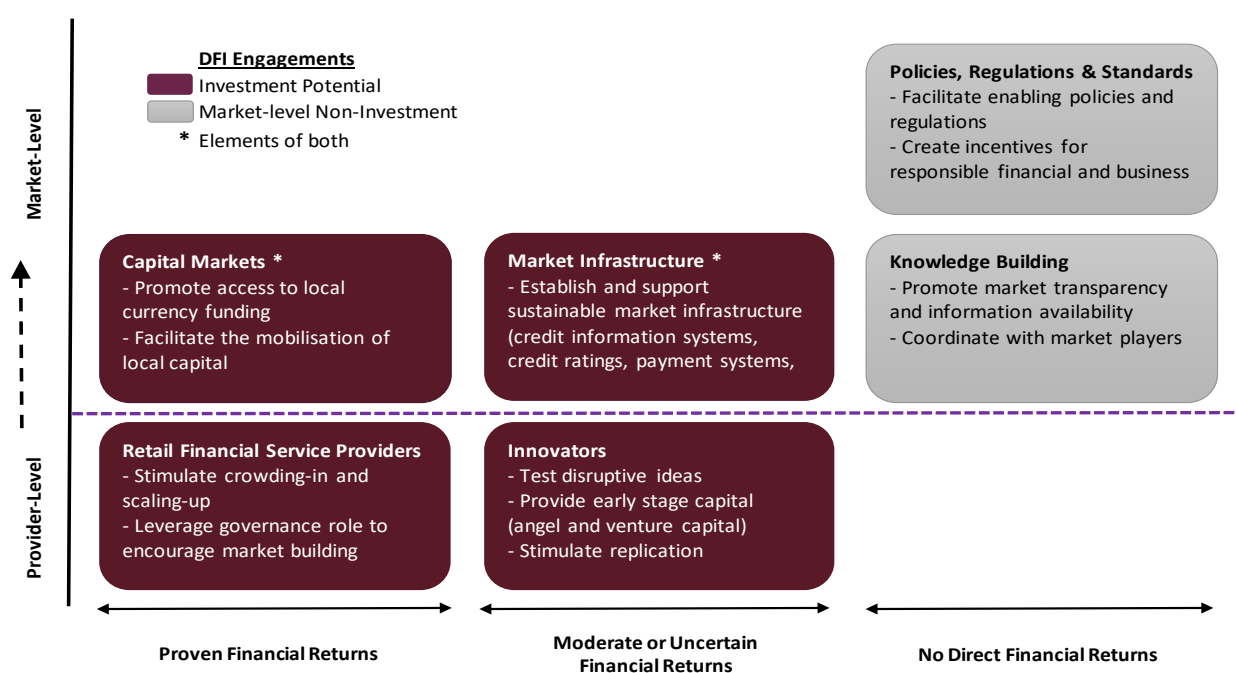 DFI Engagements
Investment Potential
Market-level Non-Investment
* Elements of both
Policies, Regulations & Standards
- Facilitate enabling policies and
regulations
- Create incentives for
responsible financial and business
Market-Level
Capital Markets *
- Promote access to local
currency funding
- Facilitate the mobilisation of
local capital
Market Infrastructure *
- Establish and support
sustainable market infrastructure
(credit information systems,
credit ratings, payment systems,
Knowledge Building
- Promote market transparency
and information availability
- Coordinate with market players
Provider-Level
Retail Financial Service Providers
- Stimulate crowding-in and
scaling-up
- Leverage governance role to
encourage market building
Innovators
- Test disruptive ideas
- Provide early stage capital
(angel and venture capital)
- Stimulate replication
Proven Financial Returns
Moderate or Uncertain
Financial Returns
No Direct Financial Returns